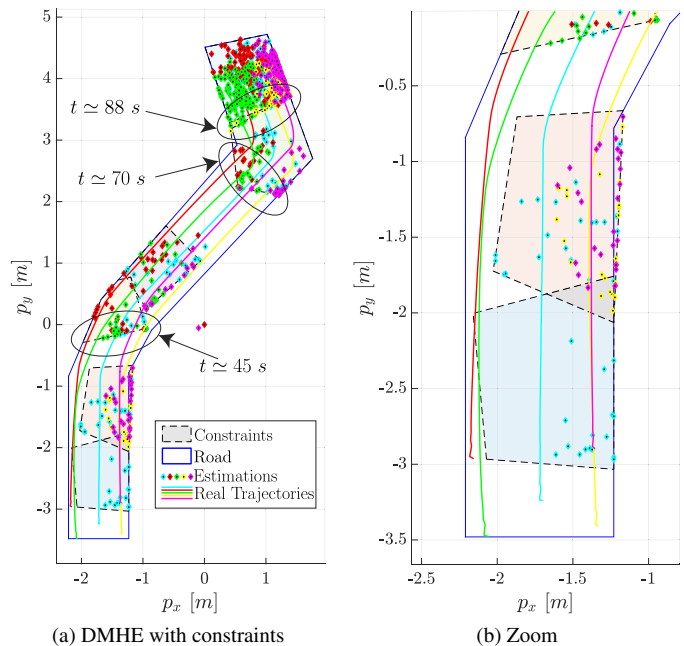 5
4
3
2
1
0
-1
-2
-3
-2
-1
0
1
p_y [m]
p_x [m]
t ≃ 88 s
t ≃ 70 s
t ≃ 45 s
Constraints
Road
Estimations
Real Trajectories
(a) DMHE with constraints
-0.5
-1
-1.5
-2
-2.5
-3
-3.5
-2.5
-2
-1.5
-1
p_y [m]
p_x [m]
(b) Zoom